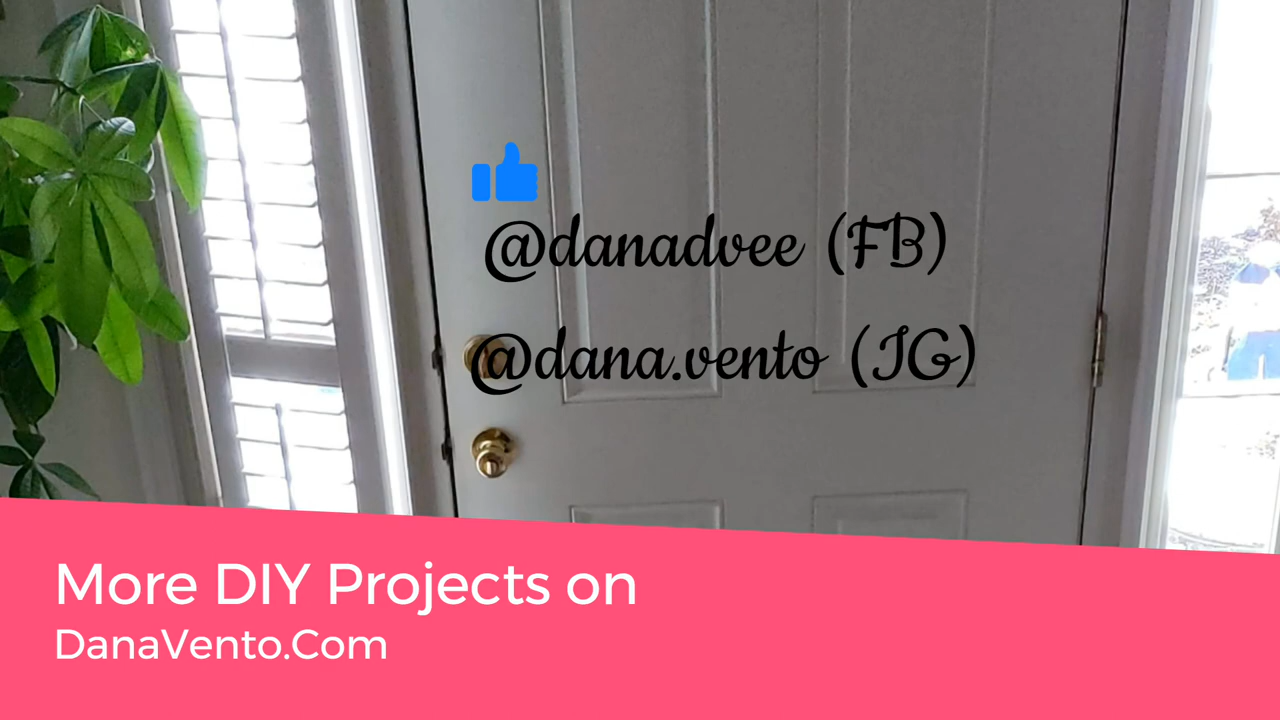 @danadvee (FB)
@dana.vento (IG)
More DIY Projects on
DanaVento.Com